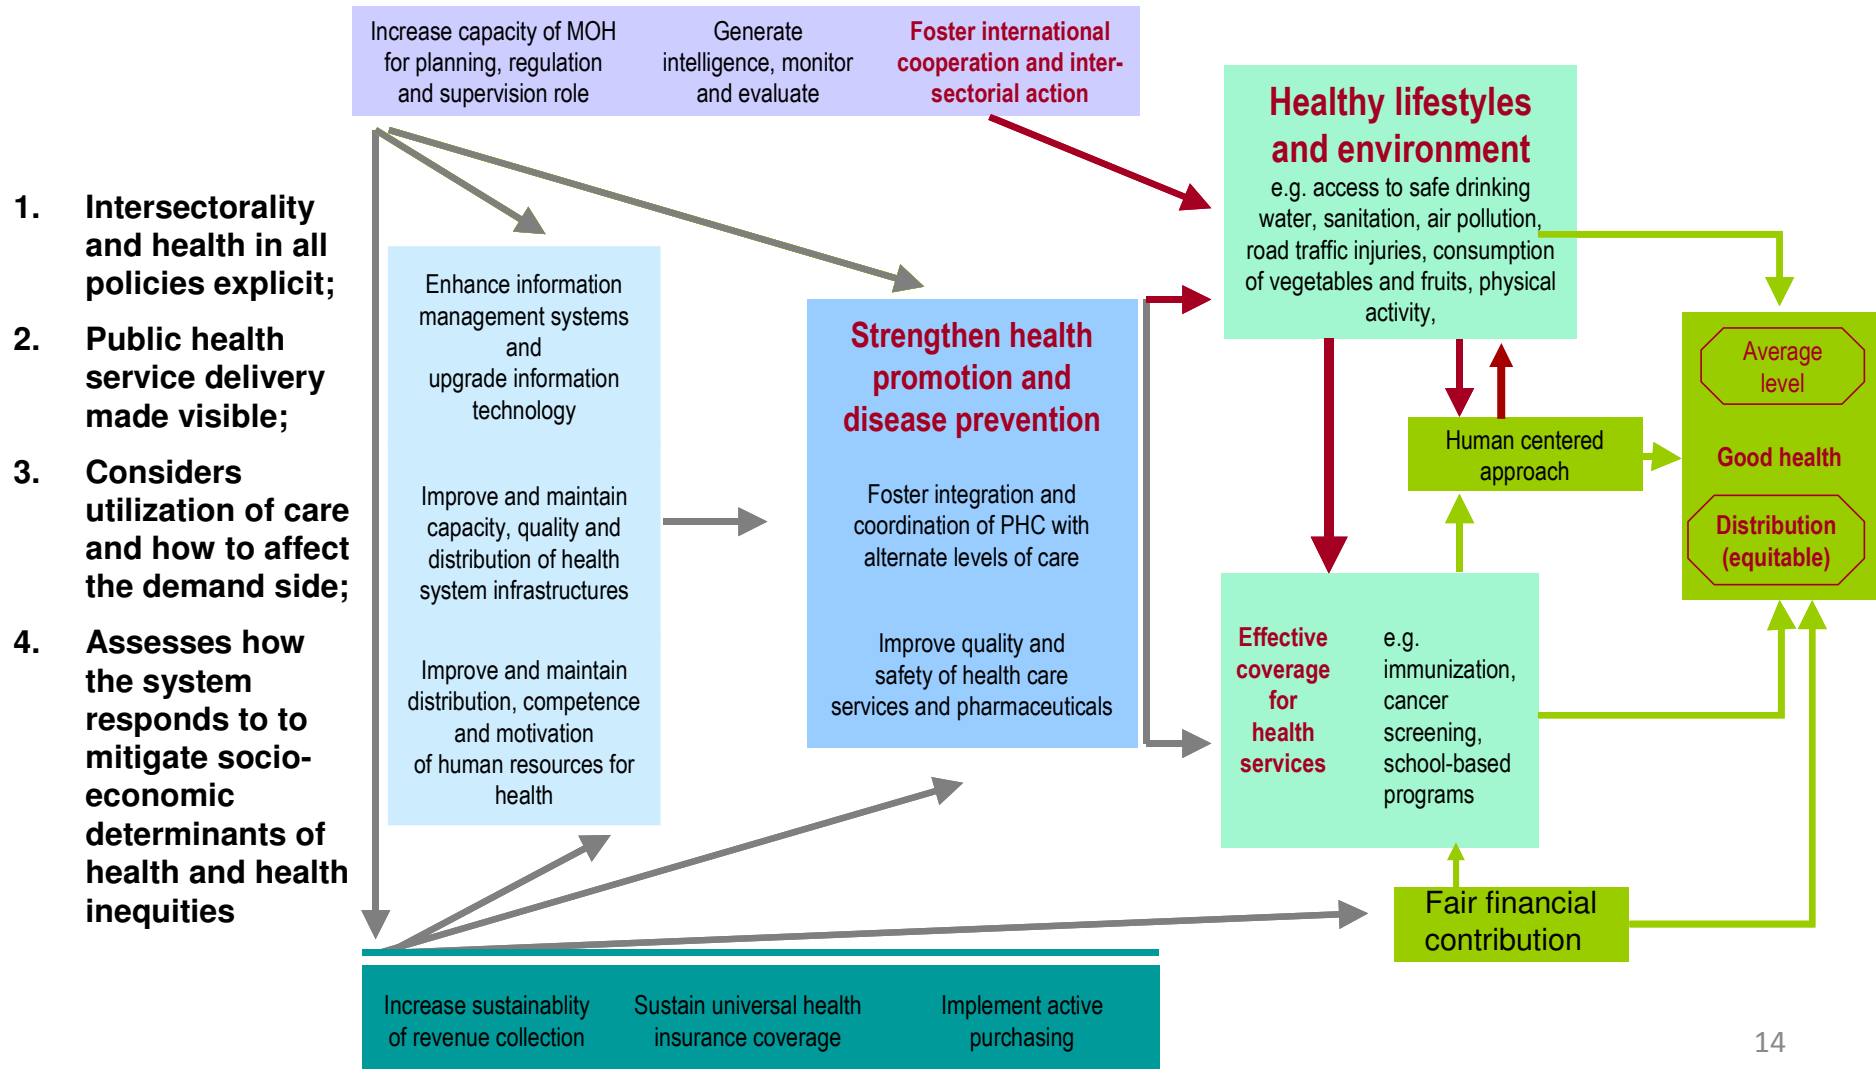 Increase capacity of MOH
for planning, regulation
and supervision role
Generate
intelligence, monitor
and evaluate
Foster international
cooperation and inter-
sectorial action
1. Intersectorality
and health in all
policies explicit;
2. Public health
service delivery
made visible;
3. Considers
utilization of care
and how to affect
the demand side;
4. Assesses how
the system
responds to to
mitigate socio-
economic
determinants of
health and health
inequities
Enhance information
management systems
and
upgrade information
technology
Improve and maintain
capacity, quality and
distribution of health
system infrastructures
Improve and maintain
distribution, competence
and motivation
of human resources for
health
Strengthen health
promotion and
disease prevention
Foster integration and
coordination of PHC with
alternate levels of care
Improve quality and
safety of health care
services and pharmaceuticals
Healthy lifestyles
and environment
e.g. access to safe drinking
water, sanitation, air pollution,
road traffic injuries, consumption
of vegetables and fruits, physical
activity,
Human centered
approach
Effective
coverage
for
health
services
e.g.
immunization,
cancer
screening,
school-based
programs
Fair financial
contribution
Average
level
Good health
Distribution
(equitable)
Increase sustainablity
of revenue collection
Sustain universal health
insurance coverage
Implement active
purchasing
14